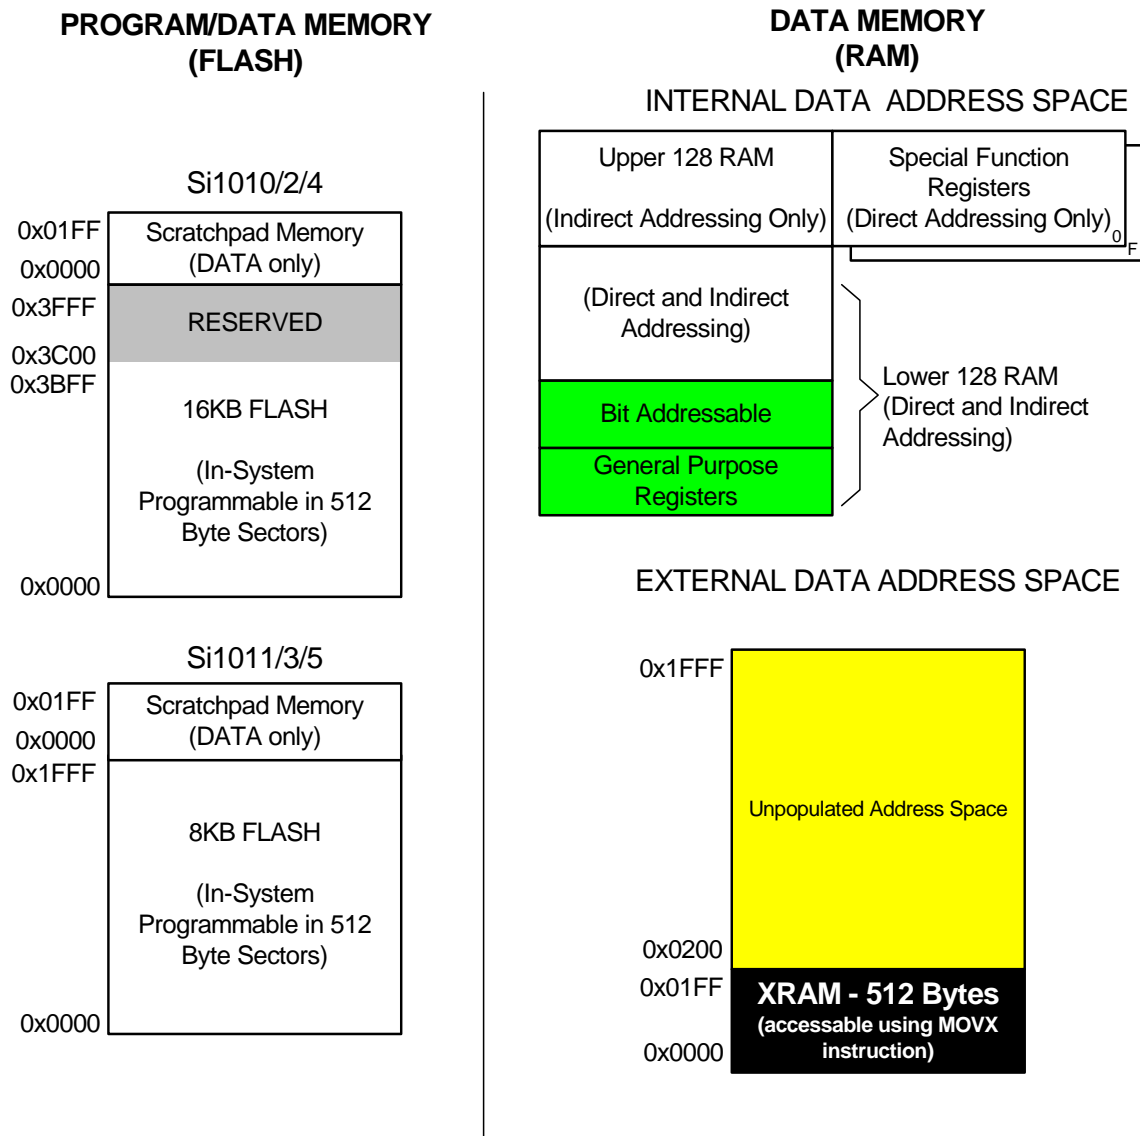 PROGRAM/DATA MEMORY
(FLASH)
Si1010/2/4
0x01FF
Scratchpad Memory
(DATA only)
0x0000
0x3FFF
RESERVED
0x3C00
0x3BFF
16KB FLASH
(In-System
Programmable in 512
Byte Sectors)
0x0000
Si1011/3/5
0x01FF
Scratchpad Memory
(DATA only)
0x0000
0x1FFF
8KB FLASH
(In-System
Programmable in 512
Byte Sectors)
0x0000
DATA MEMORY
(RAM)
INTERNAL DATA ADDRESS SPACE
Upper 128 RAM
(Indirect Addressing Only)
Special Function
Registers
(Direct Addressing Only)
0
F
(Direct and Indirect
Addressing)
Bit Addressable
General Purpose
Registers
Lower 128 RAM
(Direct and Indirect
Addressing)
EXTERNAL DATA ADDRESS SPACE
0x1FFF
Unpopulated Address Space
0x0200
0x01FF
XRAM - 512 Bytes
(accessable using MOVX
instruction)
0x0000